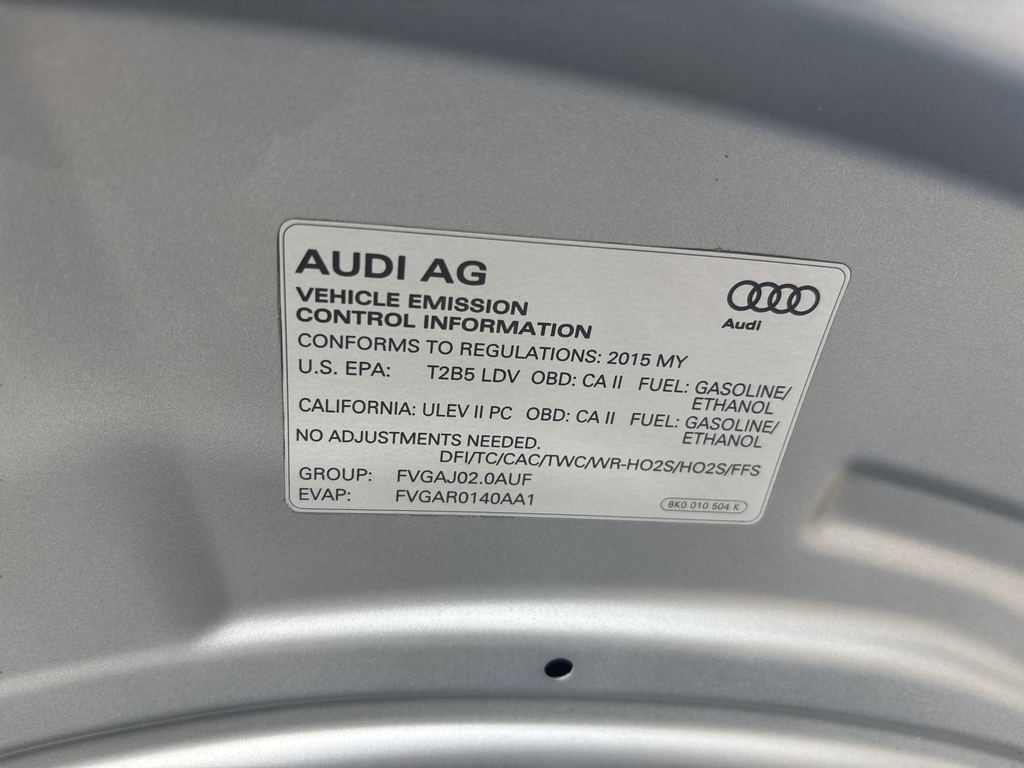 AUDI AG
Audi
VEHICLE EMISSION
CONTROL INFORMATION
CONFORMS TO REGULATIONS: 2015 MY
U.S. EPA: T2B5 LDV OBD: CA II FUEL: GASOLINE/
ETHANOL
CALIFORNIA: ULEV II PC OBD: CA II FUEL: GASOLINE/
ETHANOL
NO ADJUSTMENTS NEEDED.
DFI/TC/CAC/TWC/WR-HO2S/HO2S/FFS
GROUP: FVGAJ02.0AUF
EVAP: FVGAR0140AA1
8K0 010 504 K